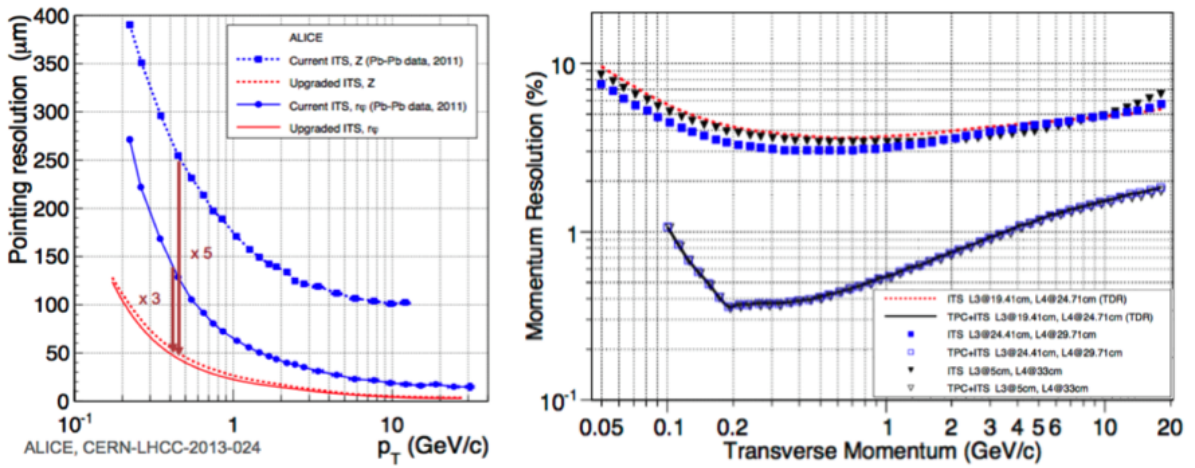 Pointing resolution (μm)
400
350
300
250
200
150
100
50
0
ALICE
Current ITS, Z (Pb-Pb data, 2011)
Upgraded ITS, Z
Current ITS, rφ (Pb-Pb data, 2011)
Upgraded ITS, rφ
x 5
x 3
10⁻¹
1
10
p_T (GeV/c)
ALICE, CERN-LHCC-2013-024
Momentum Resolution (%)
10
1
10⁻¹
ITS L3@19.41cm, L4@24.71cm (TDR)
TPC+ITS L3@19.41cm, L4@24.71cm (TDR)
ITS L3@24.41cm, L4@29.71cm
TPC+ITS L3@24.41cm, L4@29.71cm
ITS L3@5cm, L4@33cm
TPC+ITS L3@5cm, L4@33cm
0.05 0.1 0.2 0.3 0.4 1 2 3 4 5 6 10 20
Transverse Momentum (GeV/c)